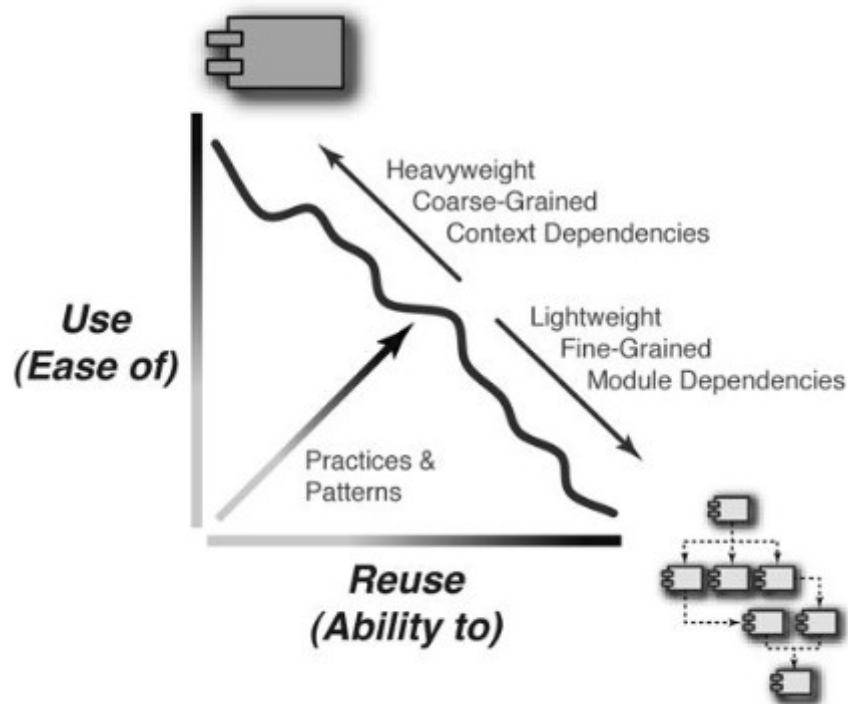 Heavyweight
Coarse-Grained
Context Dependencies
Use
(Ease of)
Lightweight
Fine-Grained
Module Dependencies
Practices &
Patterns
Reuse
(Ability to)